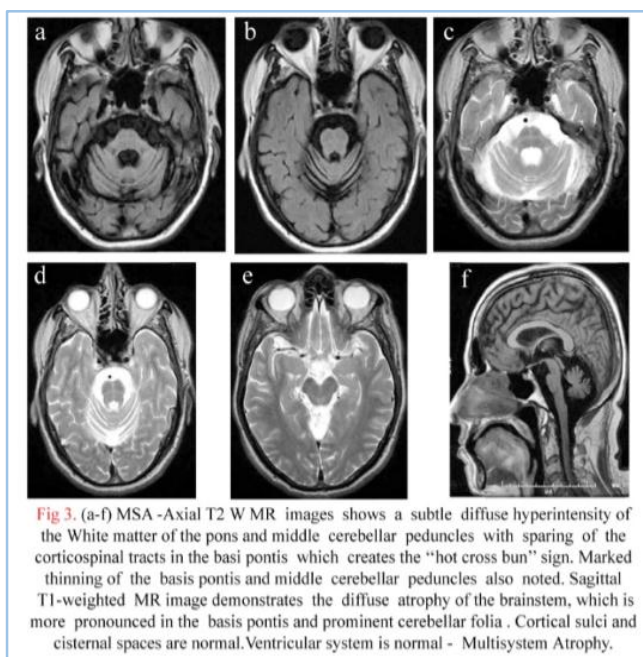 a
b
c
d
e
f
Fig 3. (a-f) MSA -Axial T2 W MR images shows a subtle diffuse hyperintensity of
the White matter of the pons and middle cerebellar peduncles with sparing of the
corticospinal tracts in the basi pontis which creates the “hot cross bun” sign. Marked
thinning of the basis pontis and middle cerebellar peduncles also noted. Sagittal
T1-weighted MR image demonstrates the diffuse atrophy of the brainstem, which is
more pronounced in the basis pontis and prominent cerebellar folia . Cortical sulci and
cisternal spaces are normal.Ventricular system is normal - Multisystem Atrophy.